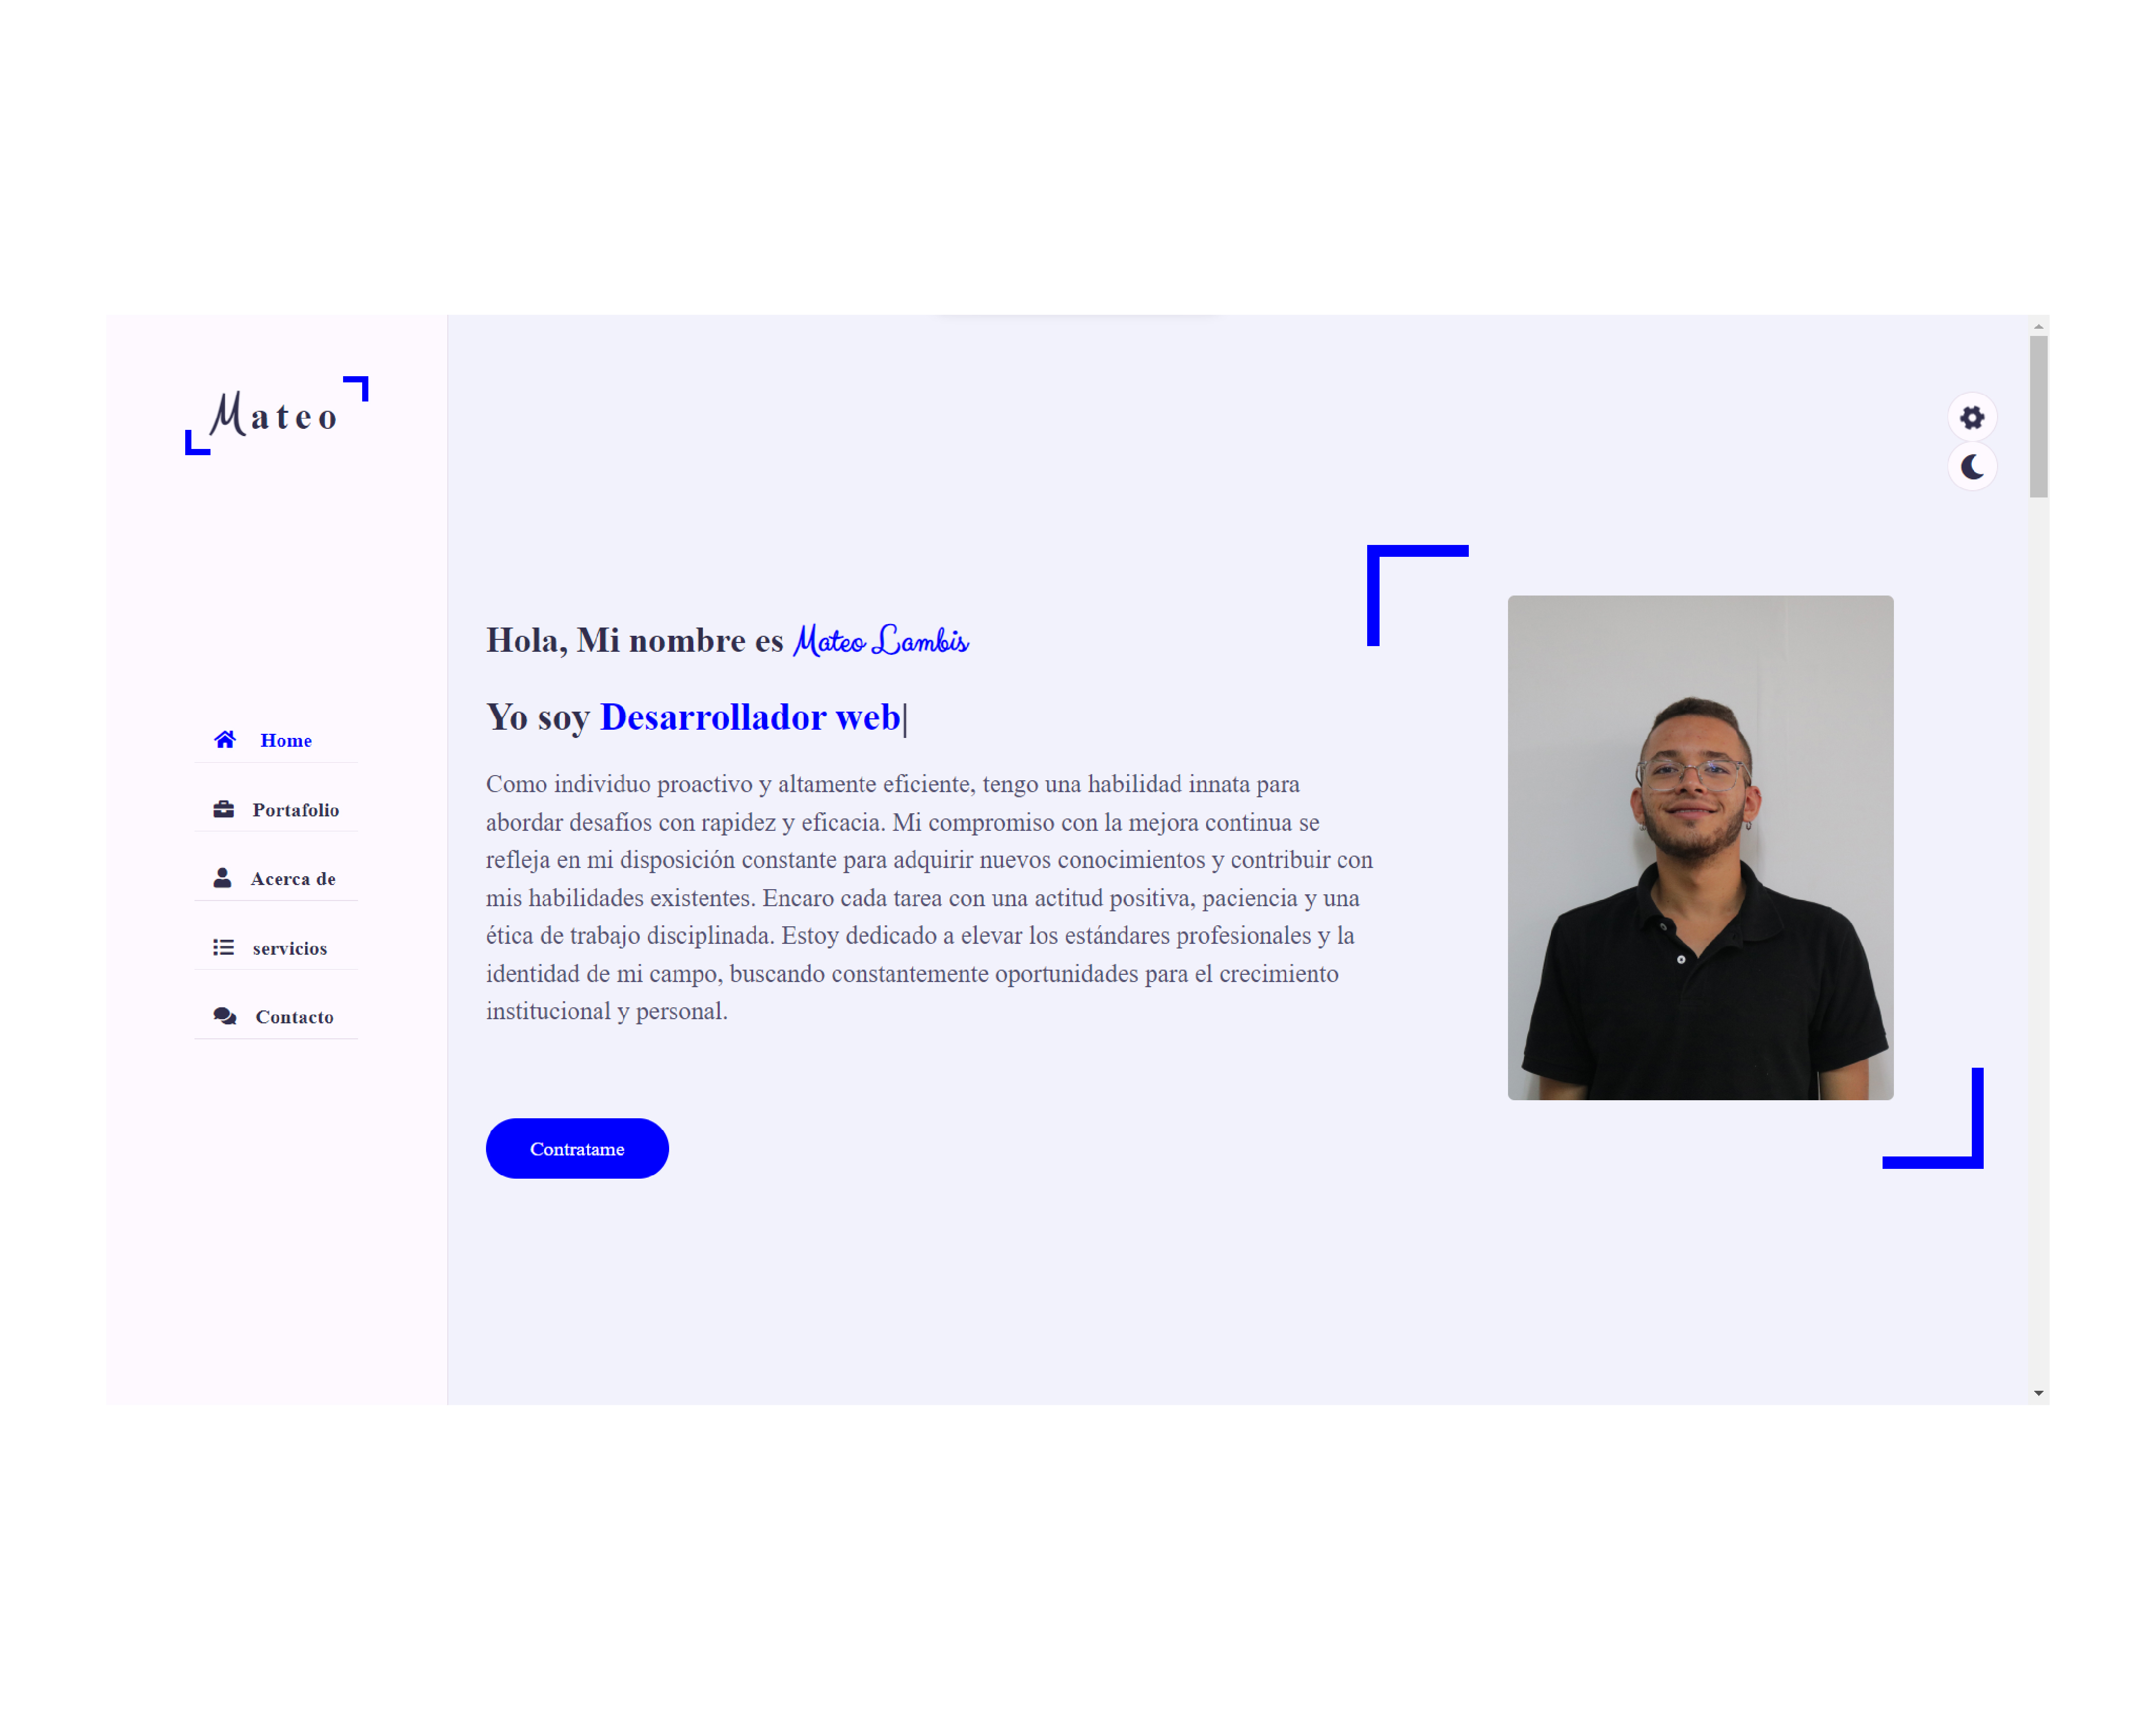 Mateo
Home
Portafolio
Acerca de
servicios
Contacto
Hola, Mi nombre es Mateo Lambis
Yo soy Desarrollador web|
Como individuo proactivo y altamente eficiente, tengo una habilidad innata para
abordar desafíos con rapidez y eficacia. Mi compromiso con la mejora continua se
refleja en mi disposición constante para adquirir nuevos conocimientos y contribuir con
mis habilidades existentes. Encaro cada tarea con una actitud positiva, paciencia y una
ética de trabajo disciplinada. Estoy dedicado a elevar los estándares profesionales y la
identidad de mi campo, buscando constantemente oportunidades para el crecimiento
institucional y personal.
Contratame